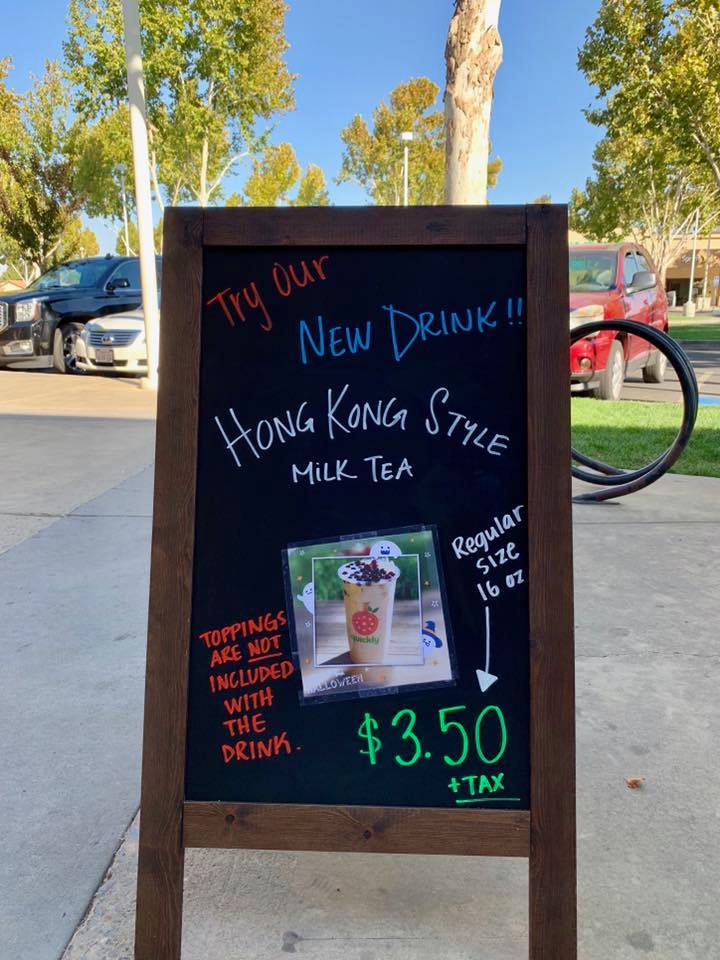 Try Our
NEW DRINK!!
HONG KONG STYLE
MILK TEA
Regular
size
16 oz
quickly
HALLOWEEN
TOPPINGS
ARE NOT
INCLUDED
WITH
THE
DRINK.
$3.50
+TAX